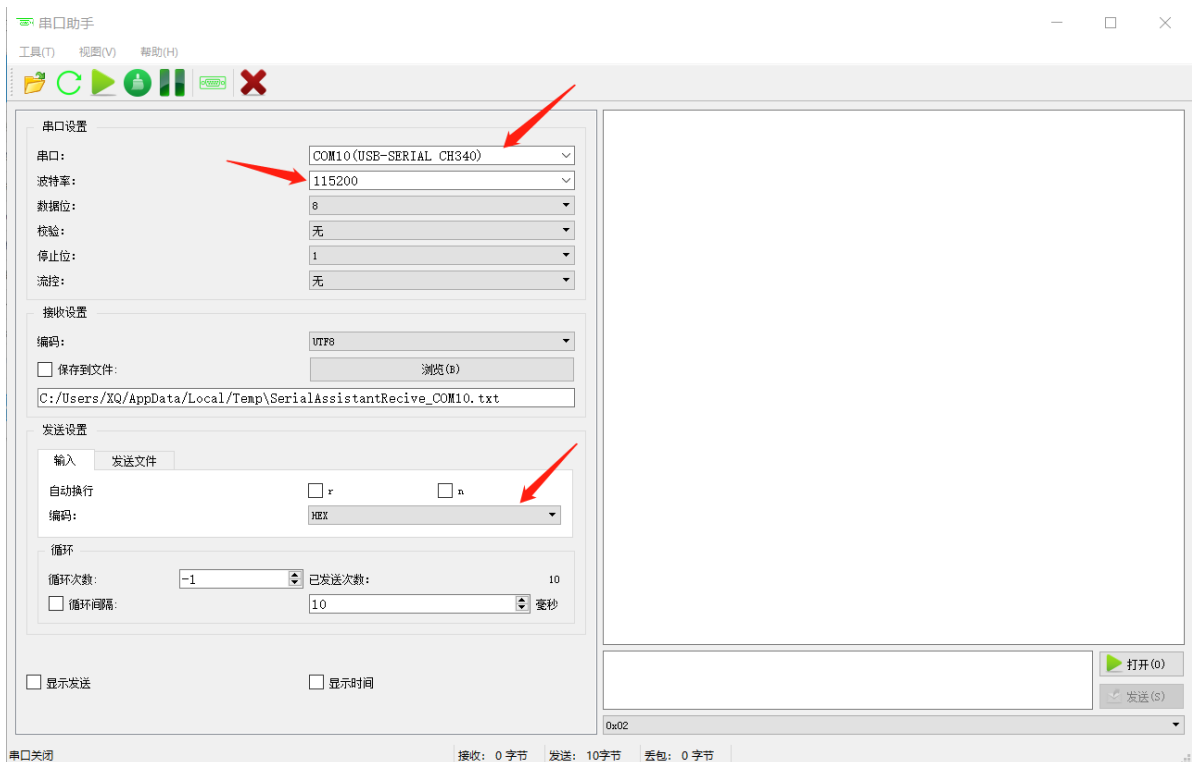 串口助手
工具(T) 视图(V) 帮助(H)
串口设置
串口: COM10(USB-SERIAL CH340)
波特率: 115200
数据位: 8
校验: 无
停止位: 1
流控: 无
接收设置
编码: UTF8
保存到文件: 浏览(B)
C:/Users/XQ/AppData/Local/Temp\SerialAssistantRecive_COM10.txt
发送设置
输入 发送文件
自动换行 r n
编码: HEX
循环
循环次数: -1 已发送次数: 10
循环间隔: 10 毫秒
打开(O)
显示发送 显示时间
发送(S)
0x02
串口关闭 接收: 0 字节 发送: 10字节 丢包: 0 字节